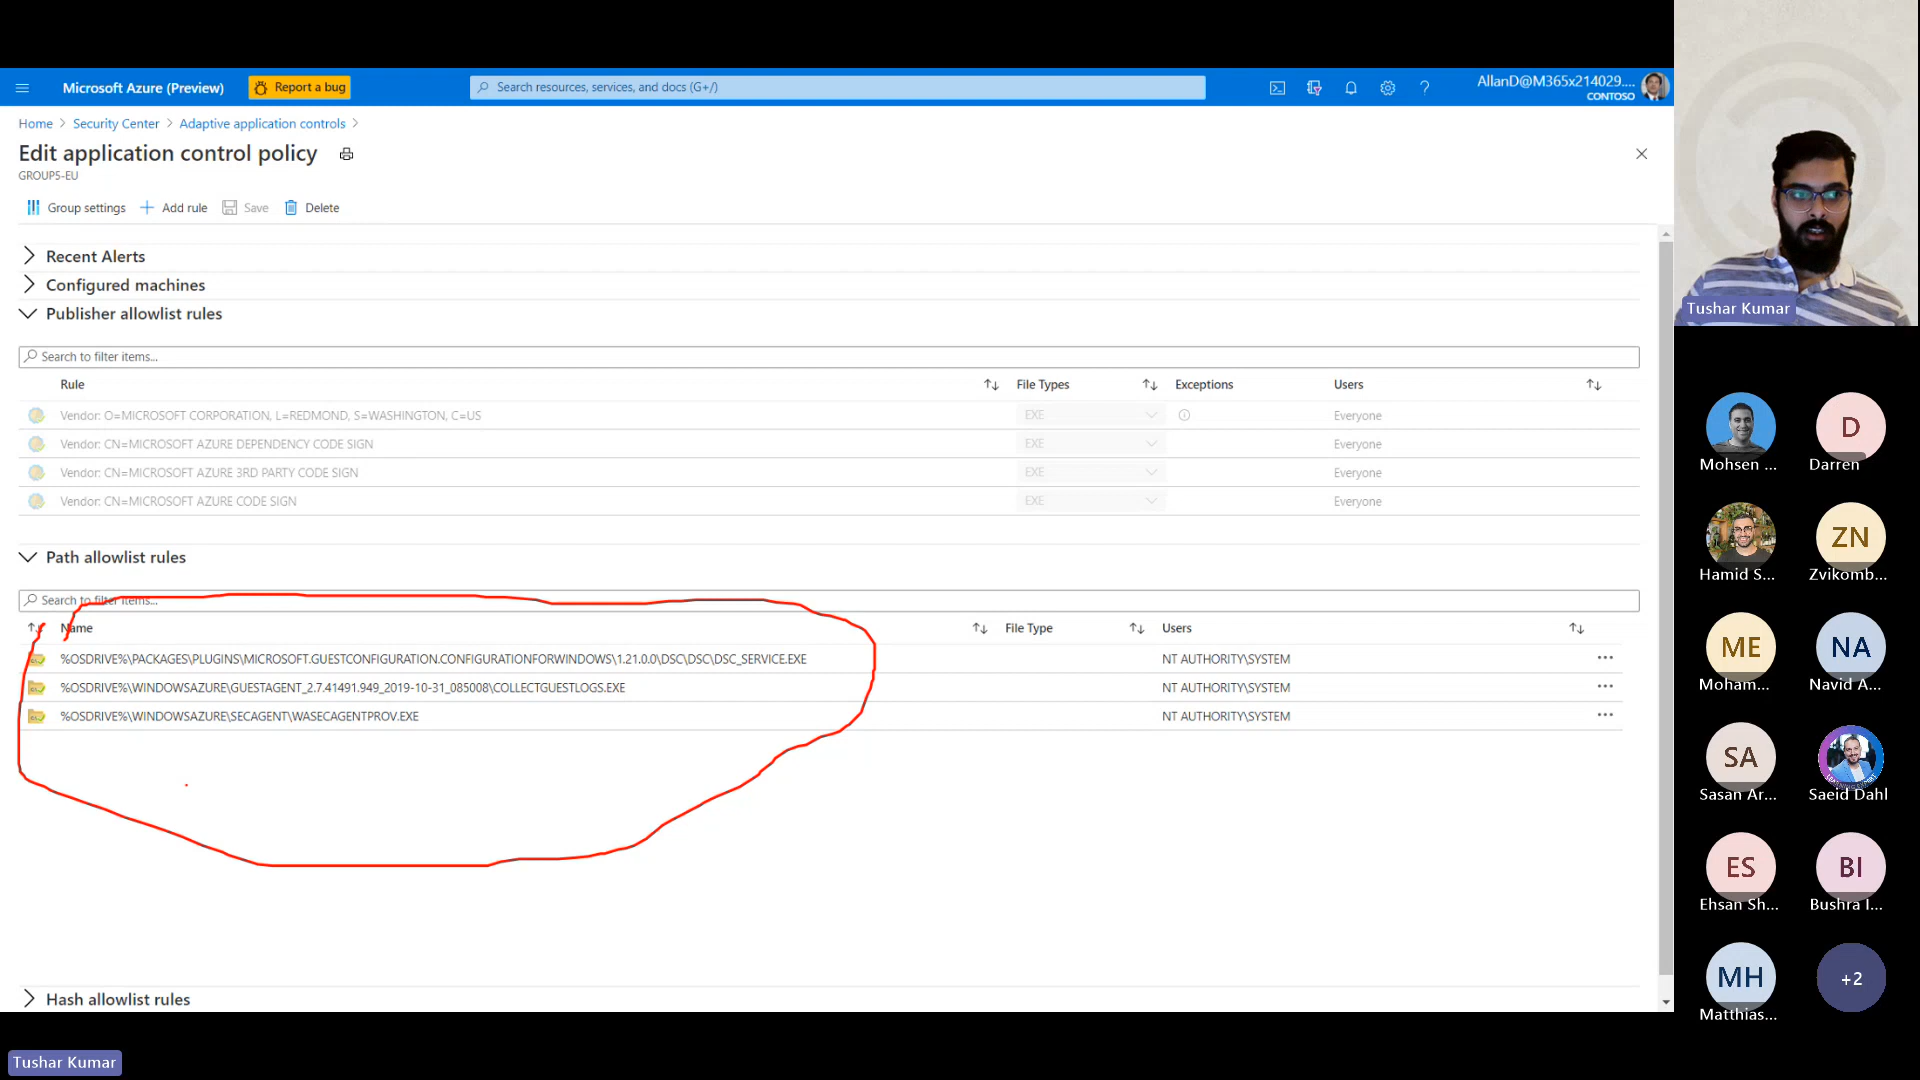 Microsoft Azure (Preview)
Report a bug
Search resources, services, and docs (G+/)
AllanD@M365x214029....
CONTOSO
Home > Security Center > Adaptive application controls >
Edit application control policy
GROUP5-EU
Group settings
Add rule
Save
Delete
Recent Alerts
Configured machines
Publisher allowlist rules
Search to filter items...
Rule File Types Exceptions Users
Vendor: O=MICROSOFT CORPORATION, L=REDMOND, S=WASHINGTON, C=US EXE Everyone
Vendor: CN=MICROSOFT AZURE DEPENDENCY CODE SIGN EXE Everyone
Vendor: CN=MICROSOFT AZURE 3RD PARTY CODE SIGN EXE Everyone
Vendor: CN=MICROSOFT AZURE CODE SIGN EXE Everyone
Path allowlist rules
Search to filter items...
Name File Type Users
%OSDRIVE%\PACKAGES\PLUGINS\MICROSOFT.GUESTCONFIGURATION.CONFIGURATIONFORWINDOWS\1.21.0.0\DSC\DSC\DSC_SERVICE.EXE NT AUTHORITY\SYSTEM
%OSDRIVE%\WINDOWSAZURE\GUESTAGENT_2.7.41491.949_2019-10-31_085008\COLLECTGUESTLOGS.EXE NT AUTHORITY\SYSTEM
%OSDRIVE%\WINDOWSAZURE\SECAGENT\WASECAGENTPROV.EXE NT AUTHORITY\SYSTEM
Hash allowlist rules
Tushar Kumar
Tushar Kumar
Mohsen ...
D
Darren
Hamid S...
ZN
Zvikomb...
ME
Moham...
NA
Navid A...
SA
Sasan Ar...
Saeid Dahl
ES
Ehsan Sh...
BI
Bushra I...
MH
Matthias...
+2